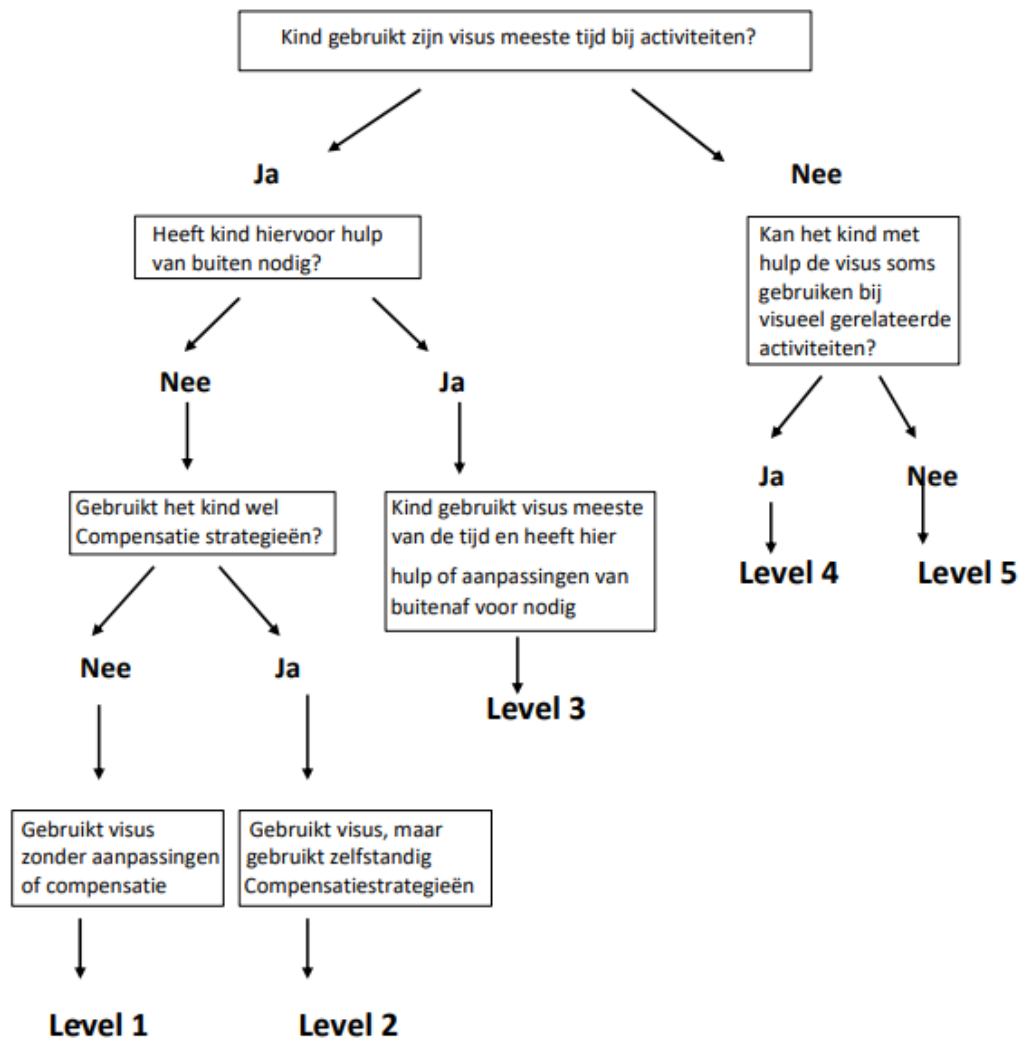 Kind gebruikt zijn visus meeste tijd bij activiteiten?
Ja
Nee
Heeft kind hiervoor hulp
van buiten nodig?
Kan het kind met
hulp de visus soms
gebruiken bij
visueel gerelateerde
activiteiten?
Nee
Ja
Ja
Nee
Gebruikt het kind wel
Compensatie strategieën?
Kind gebruikt visus meeste
van de tijd en heeft hier
hulp of aanpassingen van
buitenaf voor nodig
Level 4
Level 5
Nee
Ja
Level 3
Gebruikt visus
zonder aanpassingen
of compensatie
Gebruikt visus, maar
gebruikt zelfstandig
Compensatiestrategieën
Level 1
Level 2